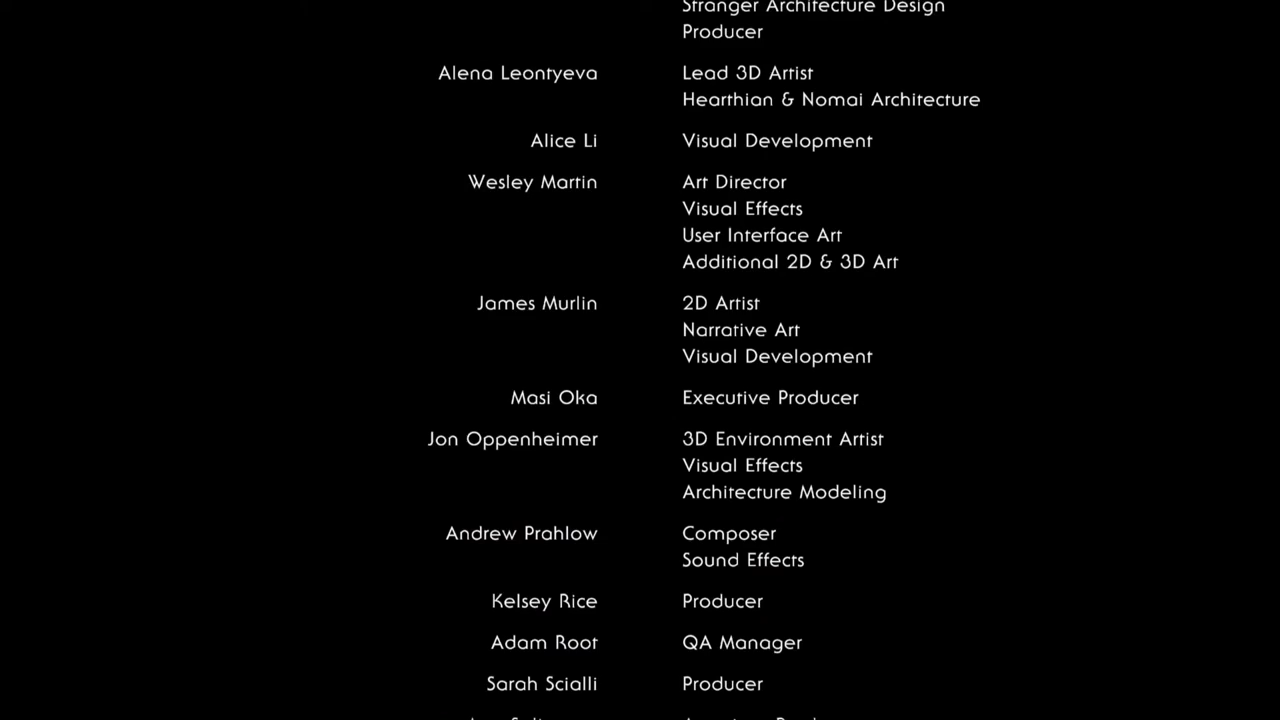 Stranger Architecture Design
Producer
Alena Leontyeva Lead 3D Artist
Hearthian & Nomai Architecture
Alice Li Visual Development
Wesley Martin Art Director
Visual Effects
User Interface Art
Additional 2D & 3D Art
James Murlin 2D Artist
Narrative Art
Visual Development
Masi Oka Executive Producer
Jon Oppenheimer 3D Environment Artist
Visual Effects
Architecture Modeling
Andrew Prahlow Composer
Sound Effects
Kelsey Rice Producer
Adam Root QA Manager
Sarah Scialli Producer